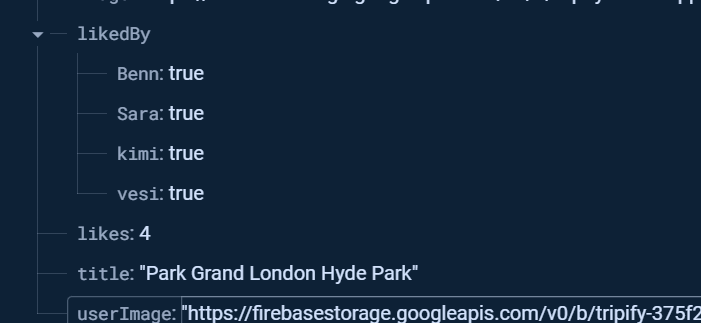 likedBy
Benn: true
Sara: true
kimi: true
vesi: true
likes: 4
title: "Park Grand London Hyde Park"
userImage: "https://firebasestorage.googleapis.com/v0/b/tripify-375f2